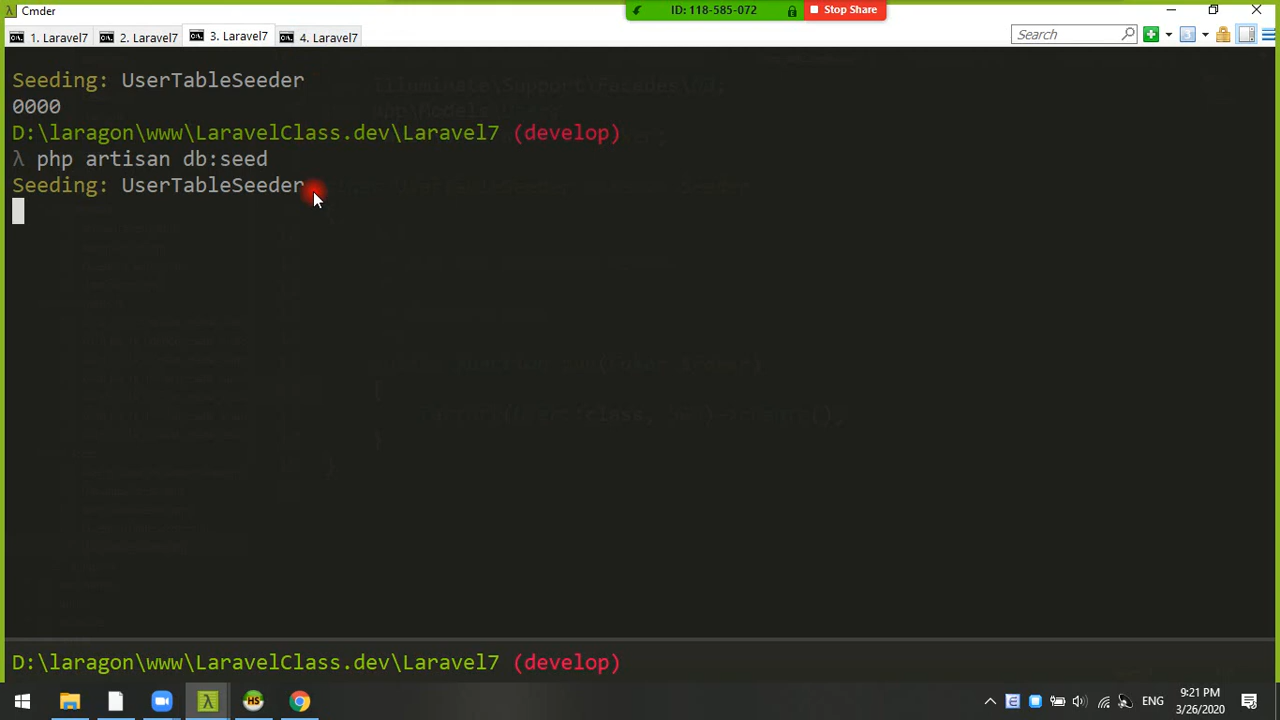 Cmder
ID: 118-585-072
Stop Share
1. Laravel7
2. Laravel7
3. Laravel7
4. Laravel7
Search
Seeding: UserTableSeeder
0000
D:\laragon\www\LaravelClass.dev\Laravel7 (develop)
λ php artisan db:seed
Seeding: UserTableSeeder
D:\laragon\www\LaravelClass.dev\Laravel7 (develop)
ENG
9:21 PM
3/26/2020